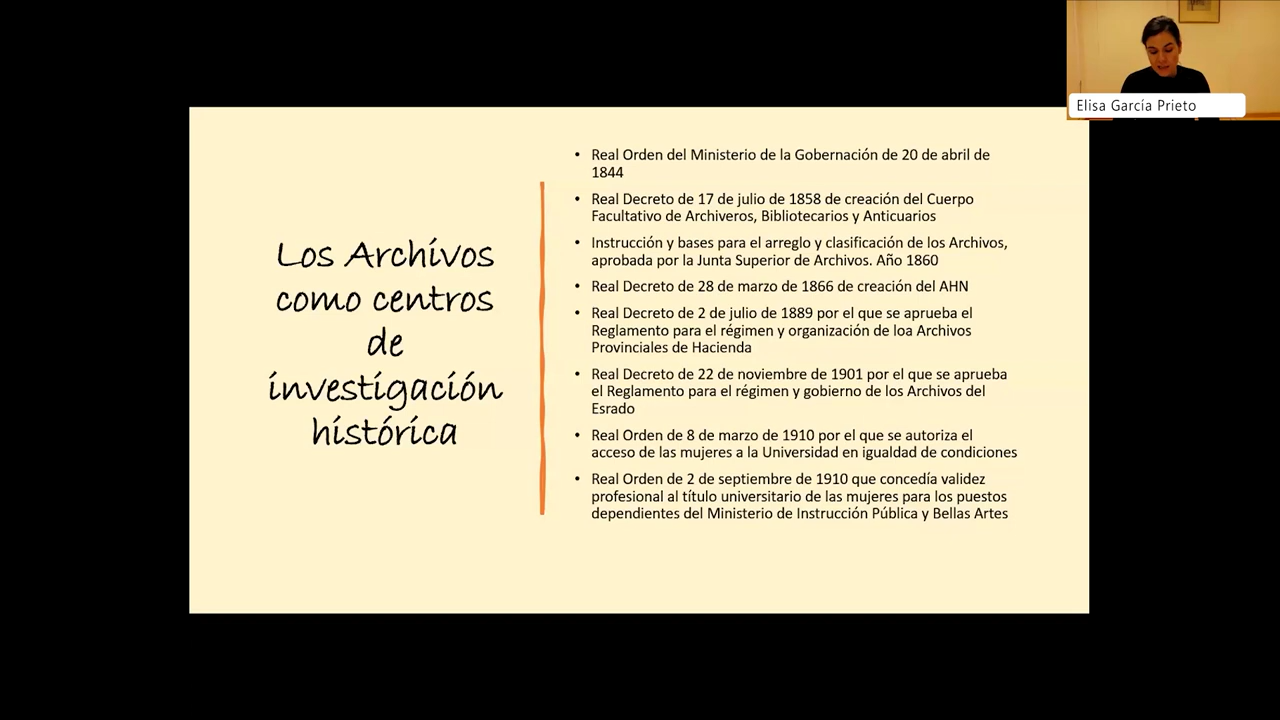 Elisa García Prieto
Los Archivos
como centros
de
investigación
histórica
• Real Orden del Ministerio de la Gobernación de 20 de abril de
1844
• Real Decreto de 17 de julio de 1858 de creación del Cuerpo
Facultativo de Archiveros, Bibliotecarios y Anticuarios
• Instrucción y bases para el arreglo y clasificación de los Archivos,
aprobada por la Junta Superior de Archivos. Año 1860
• Real Decreto de 28 de marzo de 1866 de creación del AHN
• Real Decreto de 2 de julio de 1889 por el que se aprueba el
Reglamento para el régimen y organización de loa Archivos
Provinciales de Hacienda
• Real Decreto de 22 de noviembre de 1901 por el que se aprueba
el Reglamento para el régimen y gobierno de los Archivos del
Esrado
• Real Orden de 8 de marzo de 1910 por el que se autoriza el
acceso de las mujeres a la Universidad en igualdad de condiciones
• Real Orden de 2 de septiembre de 1910 que concedía validez
profesional al título universitario de las mujeres para los puestos
dependientes del Ministerio de Instrucción Pública y Bellas Artes